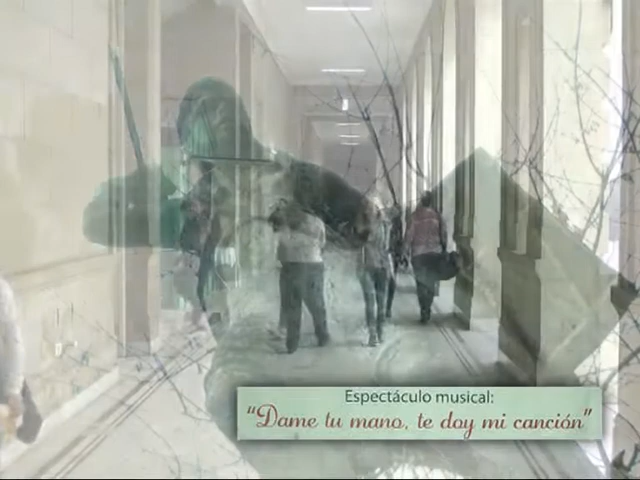 Espectáculo musical:
“Dame tu mano, te doy mi canción”